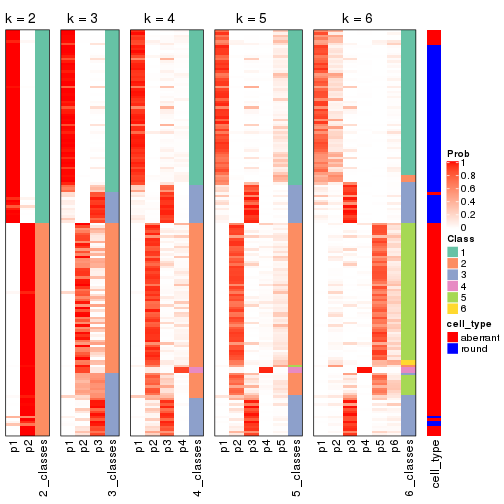 k = 2 k = 3 k = 4 k = 5 k = 6
Prob
1
0.8
0.6
0.4
0.2
0
Class
1
2
3
4
5
6
cell_type
aberrant
round
p1 p2 2_classes p1 p2 p3 3_classes p1 p2 p3 p4 4_classes p1 p2 p3 p4 p5 5_classes p1 p2 p3 p4 p5 p6 6_classes cell_type